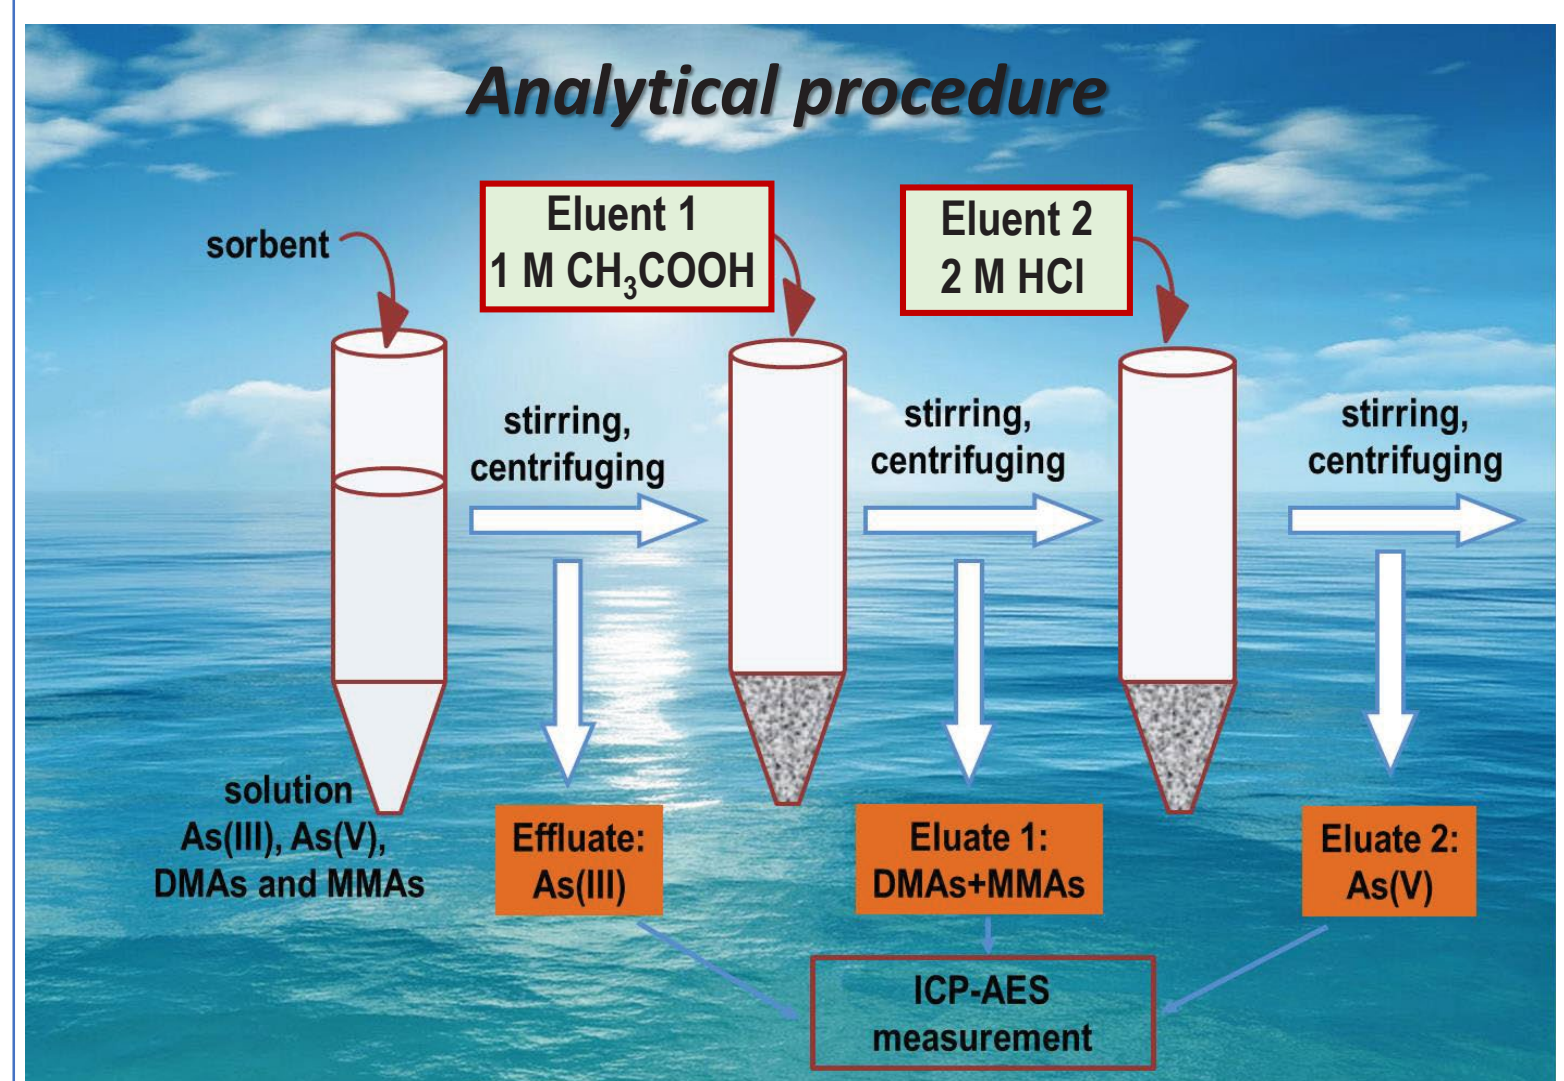 Analytical procedure
sorbent
Eluent 1
1 M CH₃COOH
Eluent 2
2 M HCl
stirring,
centrifuging
stirring,
centrifuging
stirring,
centrifuging
solution
As(III), As(V),
DMAs and MMAs
Effluate:
As(III)
Eluate 1:
DMAs+MMAs
Eluate 2:
As(V)
ICP-AES
measurement